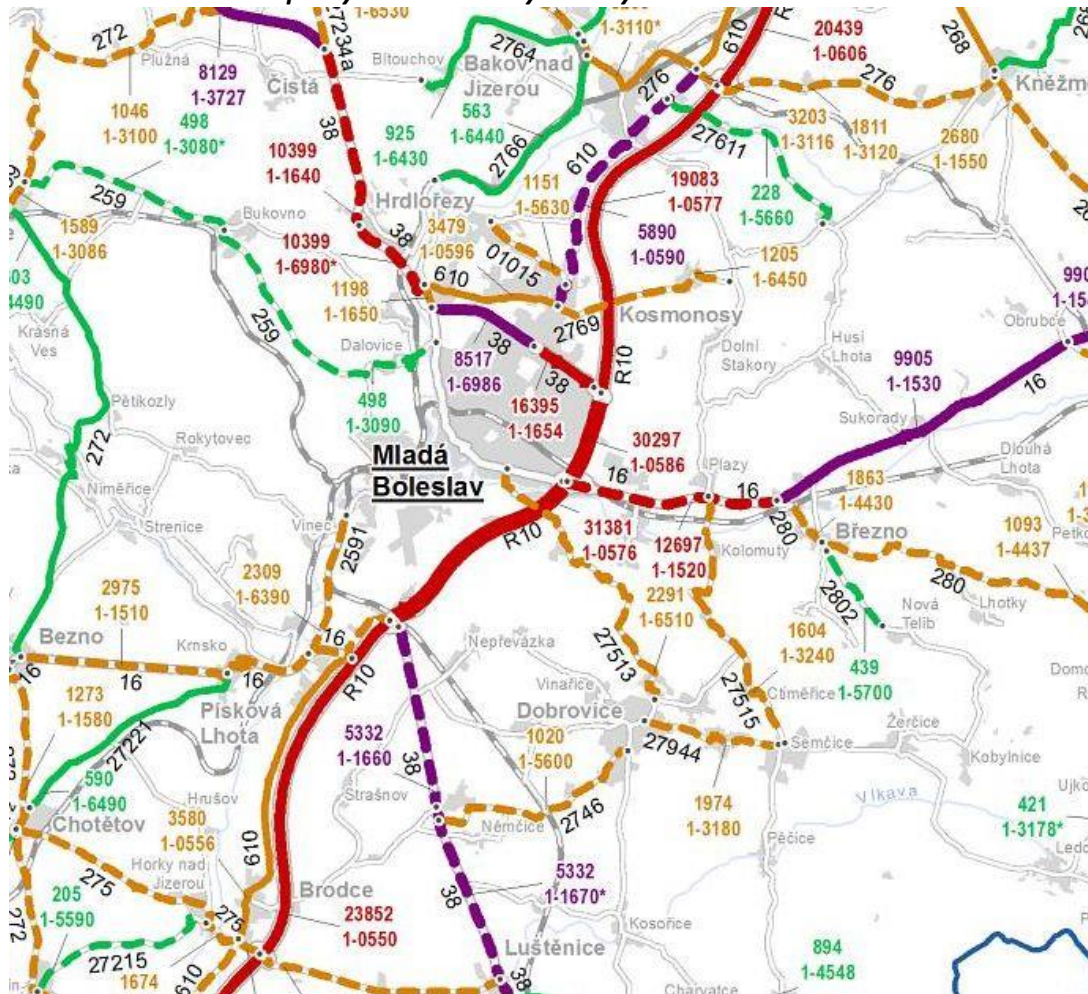 272
Plužná
8129
1-3727
27234a
1-6530
Čistá
Bítouchov
2764
Bakov nad
Jizerou
1-3110*
276
610
20439
1-0606
268
276
Kněžm
1046
1-3100
498
1-3080*
38
925
1-6430
563
1-6440
2766
610
27611
3203
1-3116
1811
1-3120
2680
1-1550
10399
1-1640
19083
1-0577
228
1-5660
259
Bukovno
1589
1-3086
Hrdlořezy
1151
1-5630
3479
1-0596
38
01015
5890
1-0590
1205
1-6450
10399
1-6980*
610
1198
1-1650
2769
Kosmonosy
R10
4490
Krásná
Ves
259
Dalovice
8517
1-6986
38
38
16395
1-1654
498
1-3090
Dolní
Stakory
Husí
Lhota
Obrubce
9905
1-1530
16
Sukorady
Pětikozly
272
Rokytovec
Mladá
Boleslav
30297
1-0586
16
Plazy
16
1863
1-4430
Dlouhá
Lhota
Niměřice
Strenice
Vinec
2591
R10
31381
1-0576
12697
1-1520
Kolomuty
280
Březno
1093
1-4437
280
Lhotky
2802
Nová
Telib
2975
1-1510
2309
1-6390
2291
1-6510
1604
1-3240
439
1-5700
Bezno
16
16
Krnsko
16
16
R10
Nepřevázka
27513
27515
Ctiměřice
Vinařice
Dobrovice
1273
1-1580
Písková
Lhota
27221
5332
1-1660
38
1020
1-5600
27944
Semčice
Žerčice
Kobylnice
590
1-6490
Chotětov
Hrušov
3580
1-0556
610
Strašnov
Němčice
2746
1974
1-3180
Vlkava
421
1-3178*
Pěčice
275
Horky nad
Jizerou
205
1-5590
272
275
Brodce
23852
1-0550
38
5332
1-1670*
Kosořice
27215
1674
610
Luštěnice
38
Charvatce
894
1-4548